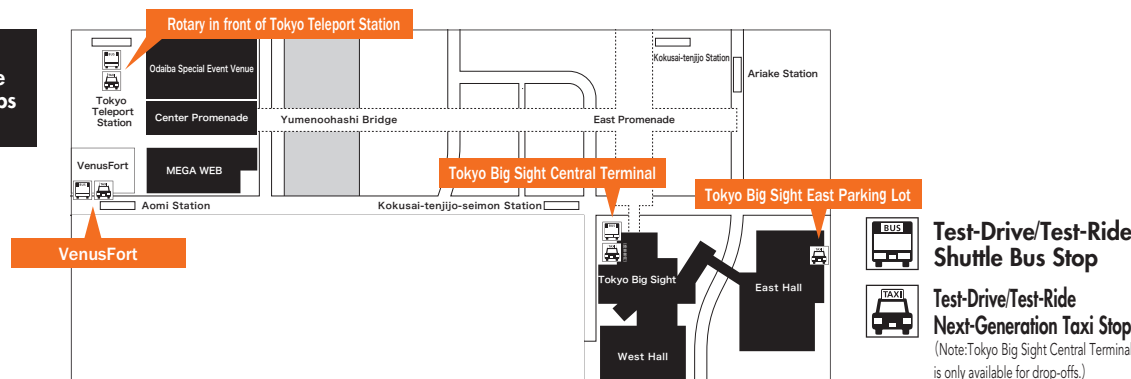 Rotary in front of Tokyo Teleport Station
BUS
TAXI
Tokyo
Teleport
Station
Odaiba Special Event Venue
Center Promenade
Yumenoohashi Bridge
East Promenade
Kokusai-tenjijo Station
Ariake Station
VenusFort
MEGA WEB
Aomi Station
Kokusai-tenjijo-seimon Station
VenusFort
Tokyo Big Sight Central Terminal
Tokyo Big Sight East Parking Lot
Tokyo Big Sight
East Hall
West Hall
BUS
Test-Drive/Test-Ride
Shuttle Bus Stop
TAXI
Test-Drive/Test-Ride
Next-Generation Taxi Stop
(Note:Tokyo Big Sight Central Terminal
is only available for drop-offs.)